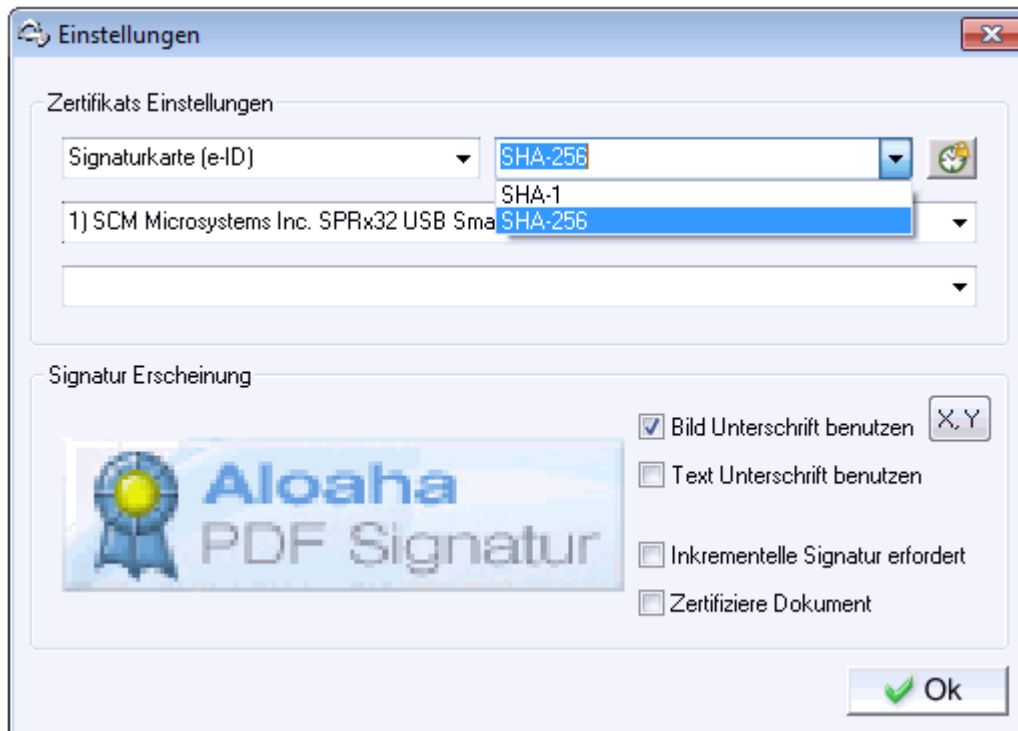 Einstellungen
Zertifikats Einstellungen
Signaturkarte (e-ID)
SHA-256
SHA-1
SHA-256
1) SCM Microsystems Inc. SPRx32 USB
Signatur Erscheinung
Aloaha
PDF Signatur
Bild Unterschrift benutzen
X,Y
Text Unterschrift benutzen
Inkrementelle Signatur erfordert
Zertifiziere Dokument
Ok